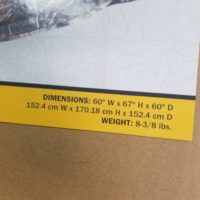 DIMENSIONS: 60" W x 67" H x 60" D
152.4 cm W x 170.18 cm H x 152.4 cm D
WEIGHT: 8-3/8 lbs.